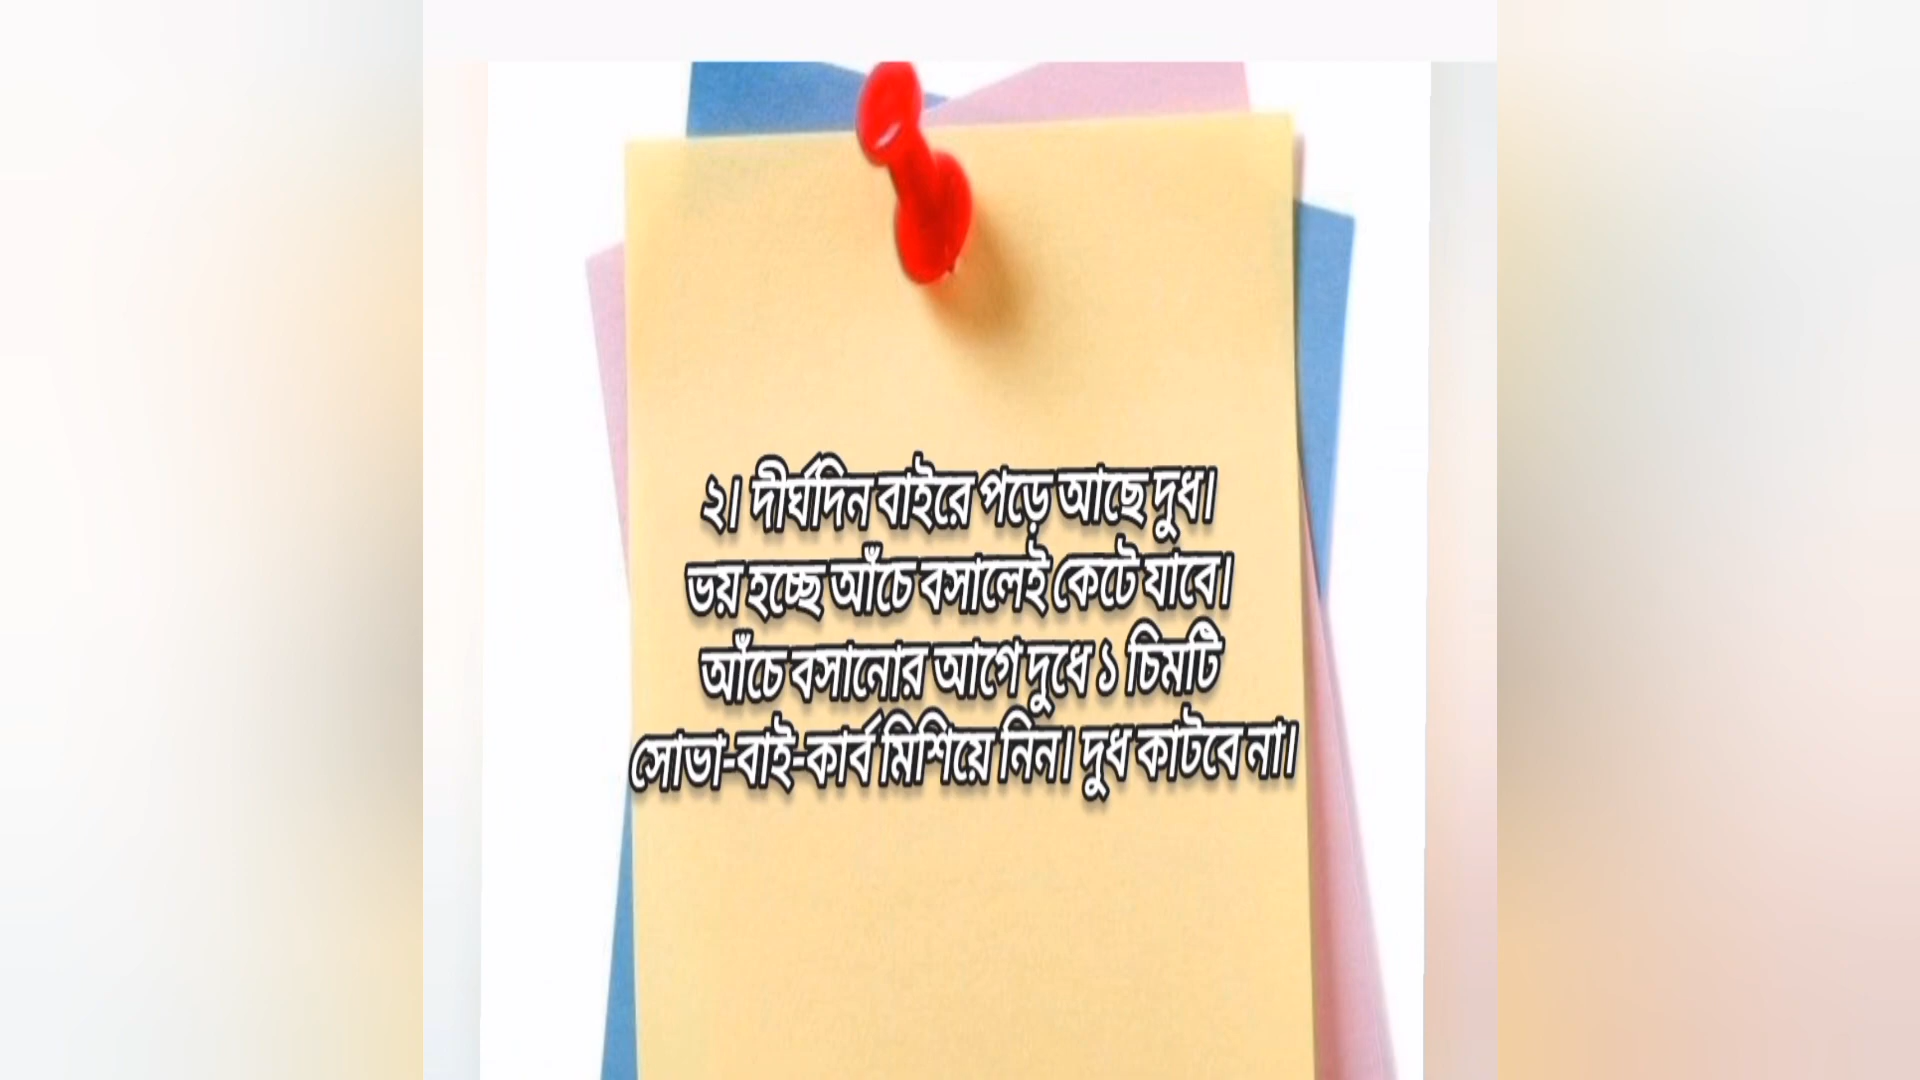 ২। দীর্ঘদিন বাইরে পড়ে আছে দুধ।
ভয় হচ্ছে আঁচে বসালেই কেটে যাবে।
আঁচে বসানোর আগে দুধে ১ চিমটি
সোভা-বাই-কার্ব মিশিয়ে নিন। দুধ কাটবে না।